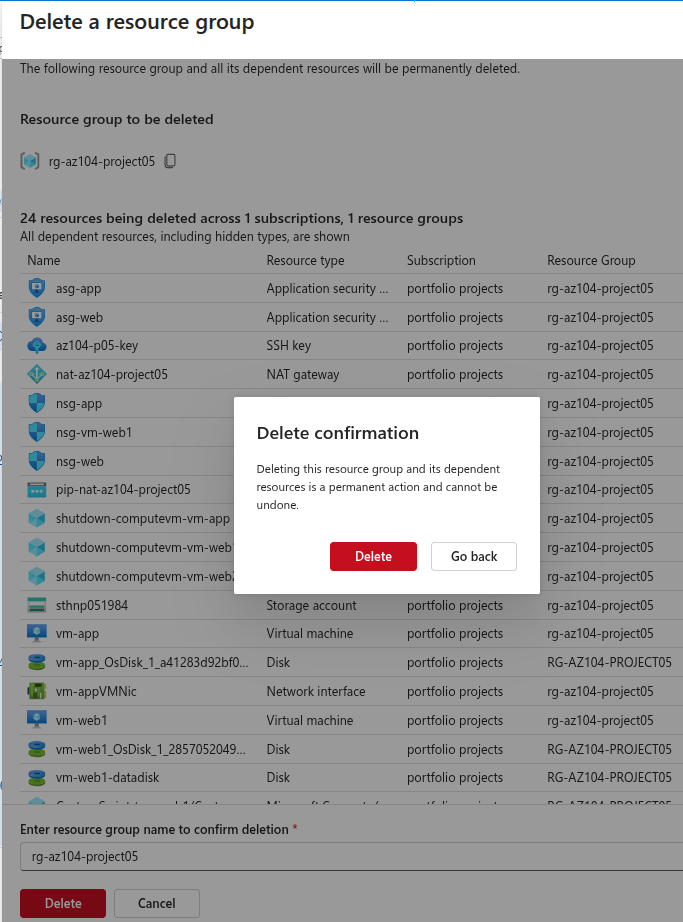 Delete a resource group
The following resource group and all its dependent resources will be permanently deleted.
Resource group to be deleted
rg-az104-project05
24 resources being deleted across 1 subscriptions, 1 resource groups
All dependent resources, including hidden types, are shown
Name Resource type Subscription Resource Group
asg-app Application security ... portfolio projects rg-az104-project05
asg-web Application security ... portfolio projects rg-az104-project05
az104-p05-key SSH key portfolio projects rg-az104-project05
nat-az104-project05 NAT gateway portfolio projects rg-az104-project05
nsg-app rg-az104-project05
nsg-vm-web1 rg-az104-project05
nsg-web rg-az104-project05
pip-nat-az104-project05 rg-az104-project05
shutdown-computevm-vm-app rg-az104-project05
shutdown-computevm-vm-web rg-az104-project05
shutdown-computevm-vm-web rg-az104-project05
Delete confirmation
Deleting this resource group and its dependent
resources is a permanent action and cannot be
undone.
Delete Go back
sthnp051984 Storage account portfolio projects rg-az104-project05
vm-app Virtual machine portfolio projects rg-az104-project05
vm-app_OsDisk_1_a41283d92bf0... Disk portfolio projects RG-AZ104-PROJECT05
vm-appVMNic Network interface portfolio projects rg-az104-project05
vm-web1 Virtual machine portfolio projects rg-az104-project05
vm-web1_OsDisk_1_2857052049... Disk portfolio projects RG-AZ104-PROJECT05
vm-web1-datadisk Disk portfolio projects RG-AZ104-PROJECT05
Enter resource group name to confirm deletion *
rg-az104-project05
Delete Cancel